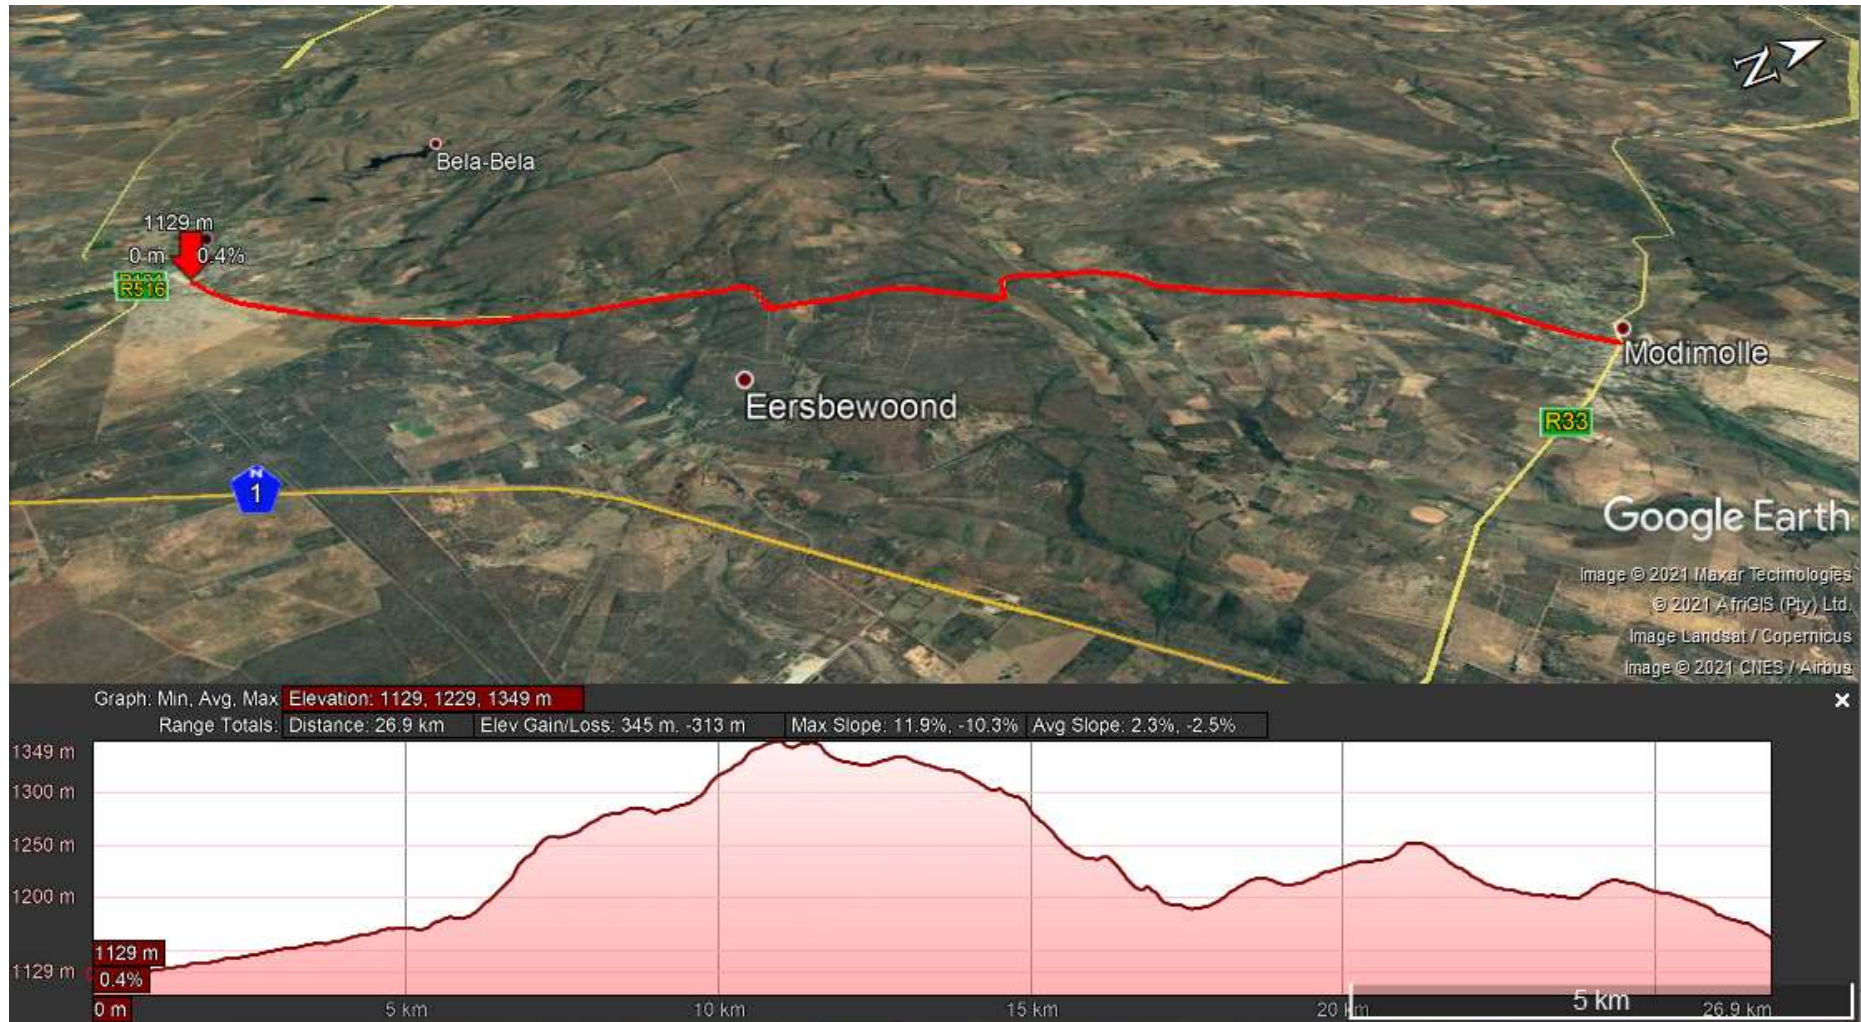 N
Bela-Bela
1129 m
0 m 0.4%
R516
Modimolle
Eersbewoond
R33
N
1
Google Earth
Image © 2021 Maxar Technologies
© 2021 AfriGIS (Pty) Ltd.
Image Landsat / Copernicus
Image © 2021 CNES / Airbus
Graph: Min, Avg, Max Elevation: 1129, 1229, 1349 m
Range Totals: Distance: 26.9 km Elev Gain/Loss: 345 m, -313 m Max Slope: 11.9%, -10.3% Avg Slope: 2.3%, -2.5%
1349 m
1300 m
1250 m
1200 m
1129 m
1129 m
0.4%
0 m 5 km 10 km 15 km 20 km 26.9 km
5 km